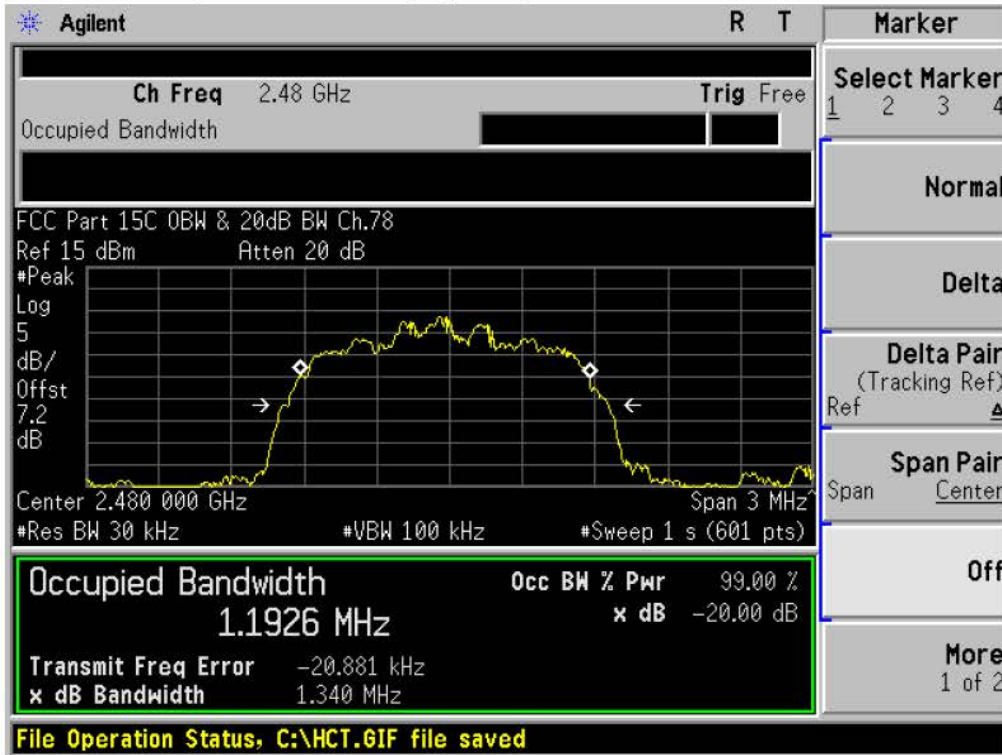 Agilent R T
Ch Freq 2.48 GHz Trig Free
Occupied Bandwidth
FCC Part 15C OBW & 20dB BW Ch.78
Ref 15 dBm Atten 20 dB
#Peak
Log
5
dB/
Offst
7.2
dB
Center 2.480 000 GHz Span 3 MHz^
#Res BW 30 kHz #VBW 100 kHz #Sweep 1 s (601 pts)
Occupied Bandwidth Occ BW % Pwr 99.00 %
1.1926 MHz x dB -20.00 dB
Transmit Freq Error -20.881 kHz
x dB Bandwidth 1.340 MHz
File Operation Status, C:\HCT.GIF file saved
Marker
Select Marker
1 2 3 4
Normal
Delta
Delta Pair
(Tracking Ref)
Ref Δ
Span Pair
Span Center
Off
More
1 of 2